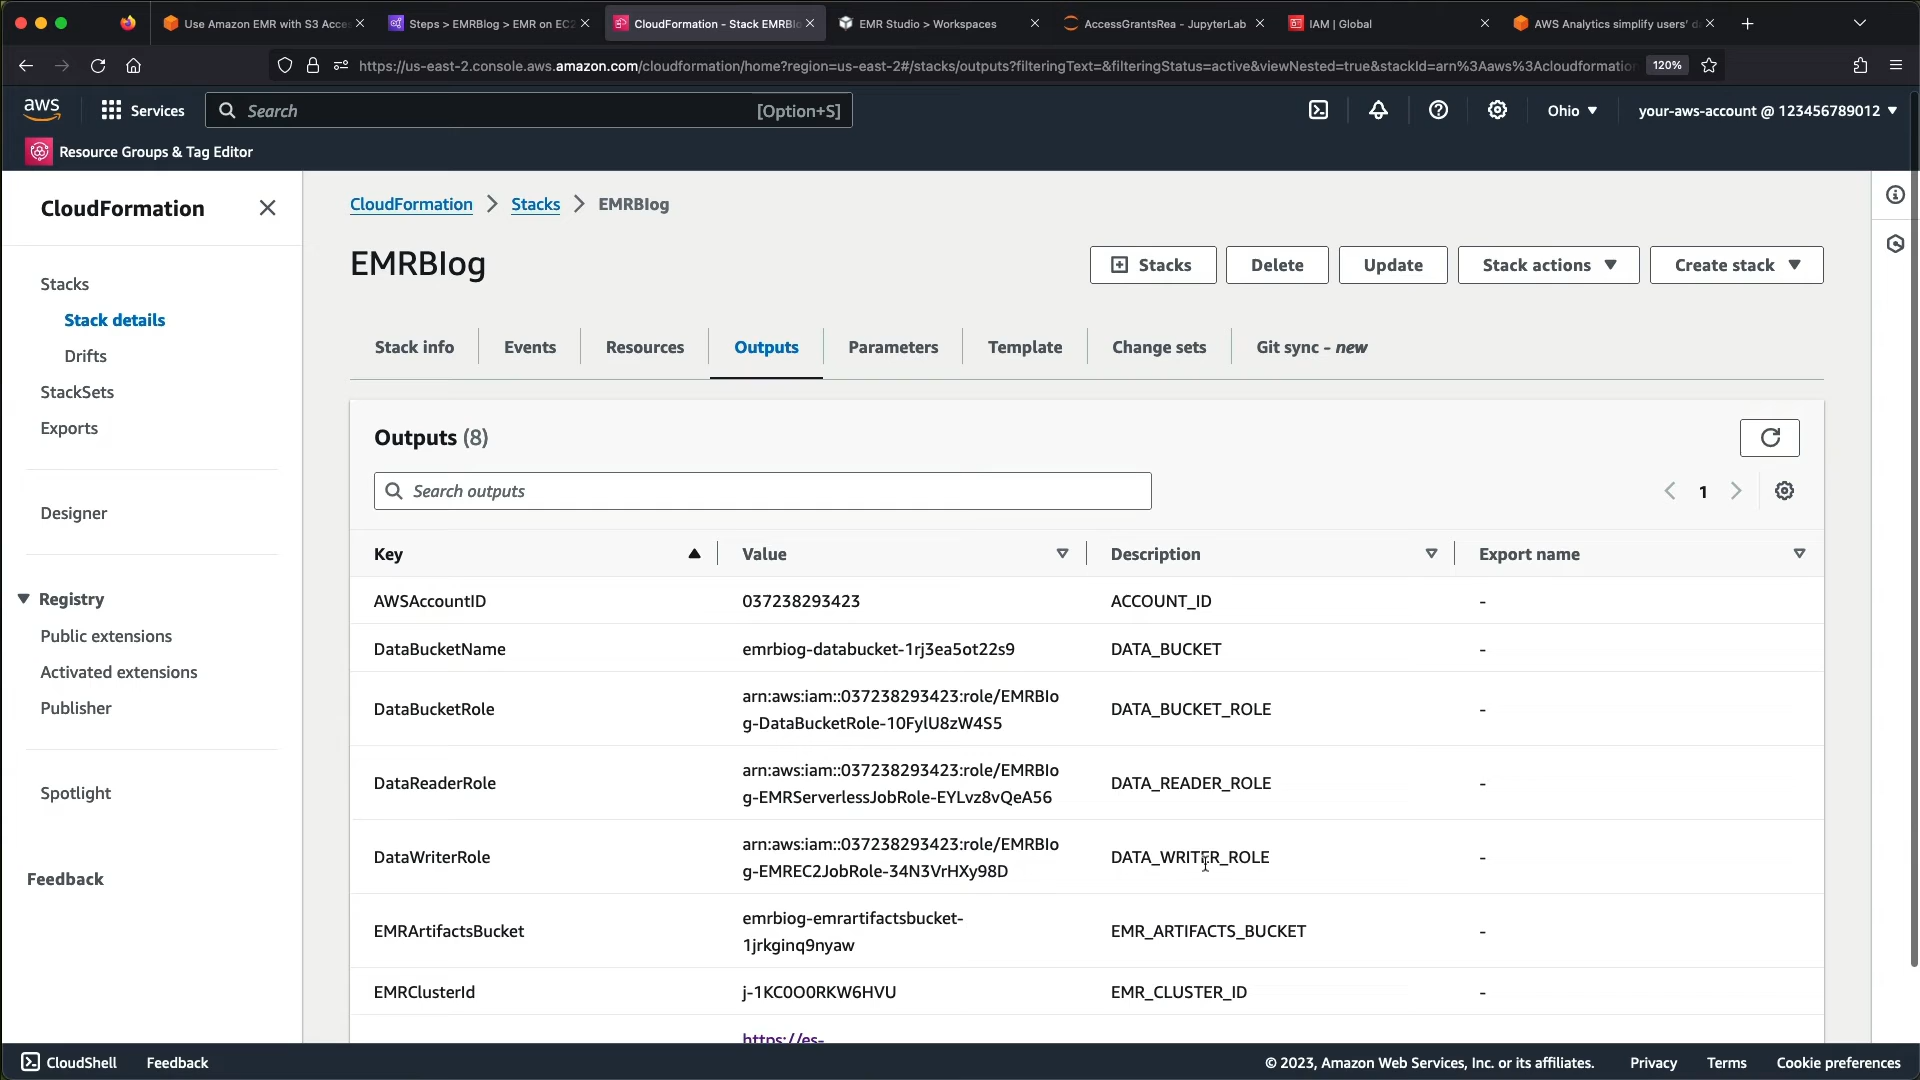 Use Amazon EMR with S3 Acce
Steps > EMRBlog > EMR on EC2
CloudFormation - Stack EMRBlo
EMR Studio > Workspaces
AccessGrantsRea - JupyterLab
IAM | Global
AWS Analytics simplify users' d
https://us-east-2.console.aws.amazon.com/cloudformation/home?region=us-east-2#/stacks/outputs?filteringText=&filteringStatus=active&viewNested=true&stackId=arn%3Aaws%3Acloudformation
120%
aws
Services
Search
[Option+S]
Ohio
your-aws-account @ 123456789012
Resource Groups & Tag Editor
CloudFormation
Stacks
Stack details
Drifts
StackSets
Exports
Designer
Registry
Public extensions
Activated extensions
Publisher
Spotlight
Feedback
CloudFormation > Stacks > EMRBlog
EMRBlog
Stacks
Delete
Update
Stack actions
Create stack
Stack info
Events
Resources
Outputs
Parameters
Template
Change sets
Git sync - new
Outputs (8)
Search outputs
1
Key Value Description Export name
AWSAccountID 037238293423 ACCOUNT_ID -
DataBucketName emrblog-databucket-1rj3ea5ot22s9 DATA_BUCKET -
DataBucketRole arn:aws:iam::037238293423:role/EMRBlo
g-DataBucketRole-10FylU8zW4S5 DATA_BUCKET_ROLE -
DataReaderRole arn:aws:iam::037238293423:role/EMRBlo
g-EMRServerlessJobRole-EYLvz8vQeA56 DATA_READER_ROLE -
DataWriterRole arn:aws:iam::037238293423:role/EMRBlo
g-EMREC2JobRole-34N3VrHXy98D DATA_WRITER_ROLE -
EMRArtifactsBucket emrblog-emrartifactsbucket-
1jrkginq9nyaw EMR_ARTIFACTS_BUCKET -
EMRClusterId j-1KC0O0RKW6HVU EMR_CLUSTER_ID -
https://es-
CloudShell
Feedback
© 2023, Amazon Web Services, Inc. or its affiliates.
Privacy
Terms
Cookie preferences